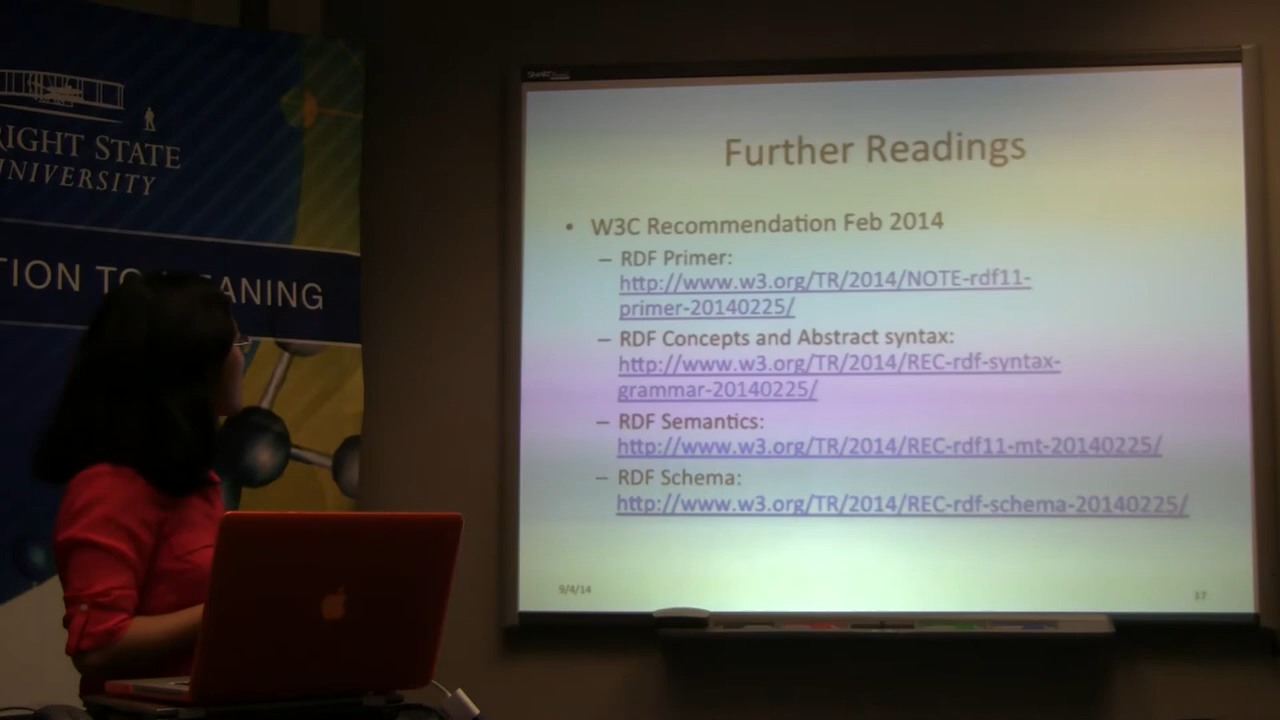 RIGHT STATE
NIVERSITY
TION TO MEANING
Further Readings
• W3C Recommendation Feb 2014
– RDF Primer:
http://www.w3.org/TR/2014/NOTE-rdf11-
primer-20140225/
– RDF Concepts and Abstract syntax:
http://www.w3.org/TR/2014/REC-rdf-syntax-
grammar-20140225/
– RDF Semantics:
http://www.w3.org/TR/2014/REC-rdf11-mt-20140225/
– RDF Schema:
http://www.w3.org/TR/2014/REC-rdf-schema-20140225/
9/4/14
37